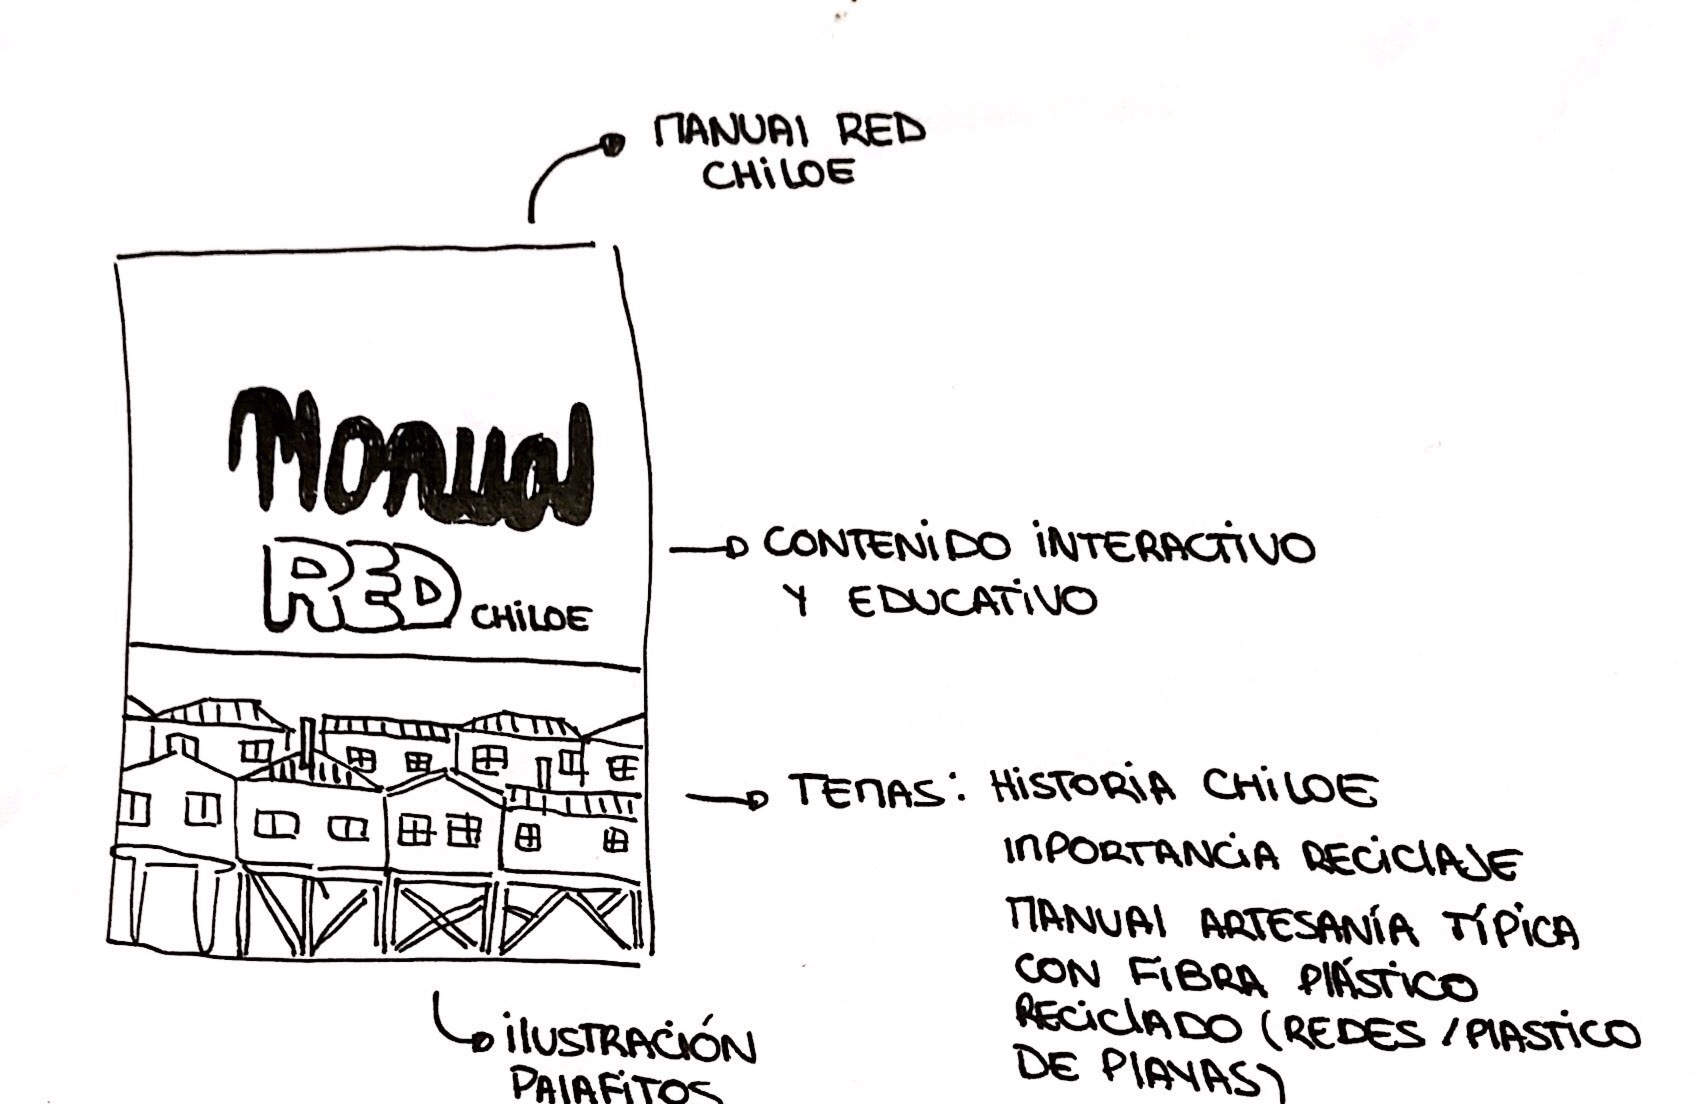 MANUAL RED
CHILOE
Manual
RED CHILOE
CONTENIDO INTERACTIVO
Y EDUCATIVO
TEMAS: HISTORIA CHILOE
IMPORTANCIA RECICLAJE
MANUAL ARTESANÍA TÍPICA
CON FIBRA PLÁSTICO
RECICLADO (REDES / PLASTICO
DE PLAYAS)
ILUSTRACIÓN
PALAFITOS